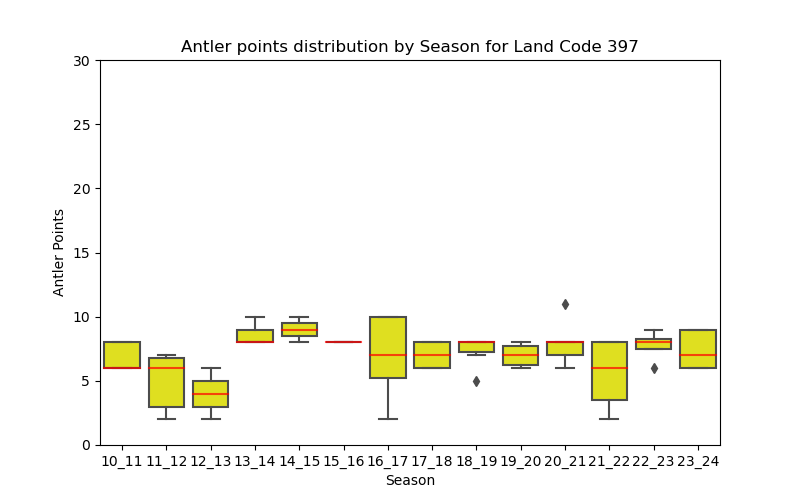 Antler points distribution by Season for Land Code 397
30
25
20
15
10
5
0
Antler Points
10_11 11_12 12_13 13_14 14_15 15_16 16_17 17_18 18_19 19_20 20_21 21_22 22_23 23_24
Season